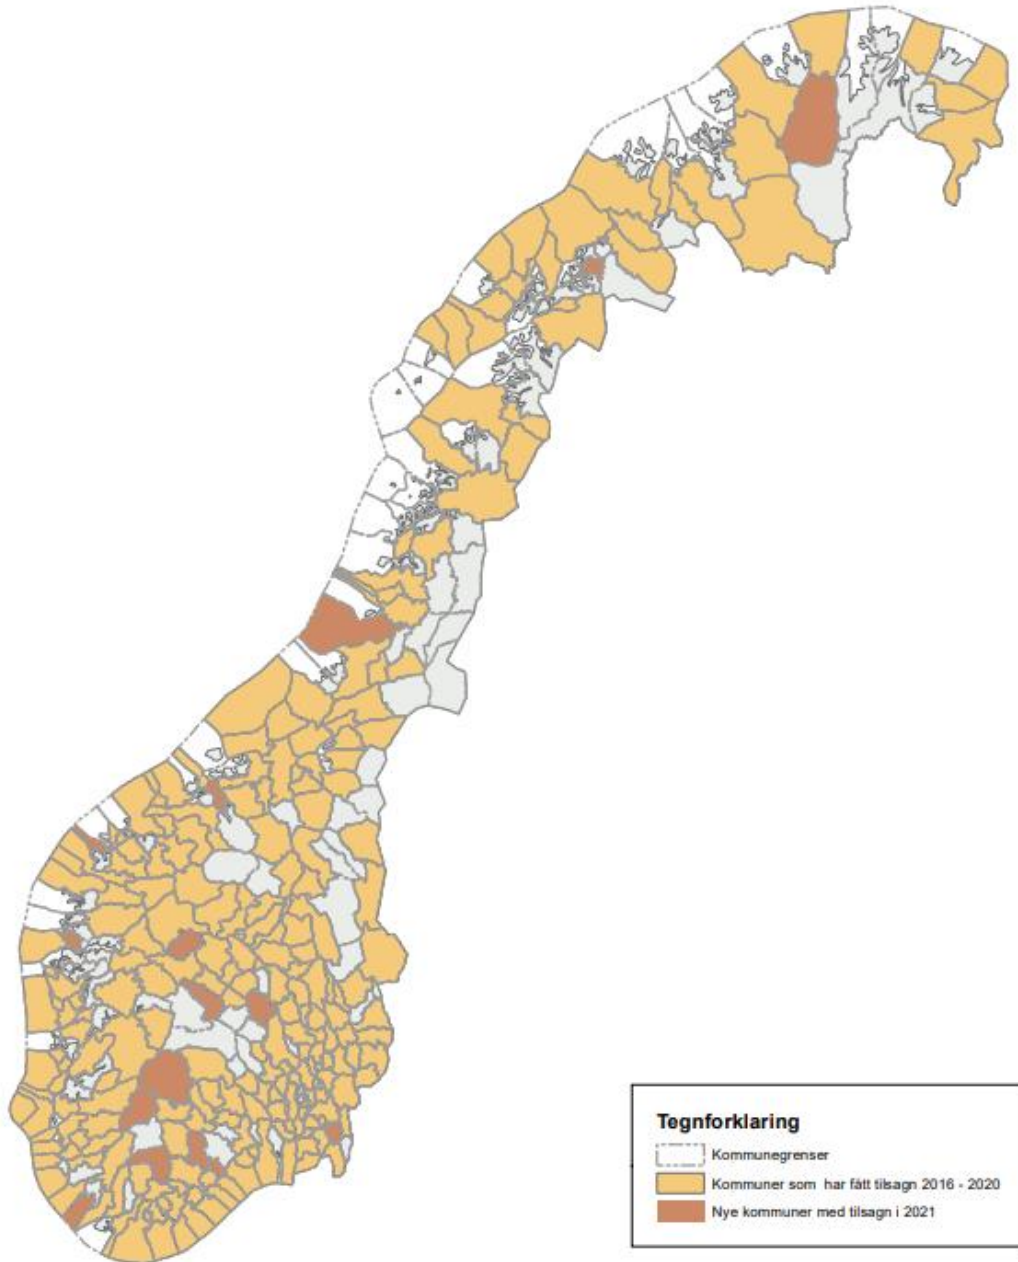 Tegnforklaring
Kommunegrenser
Kommuner som har fått tilsagn 2016 - 2020
Nye kommuner med tilsagn i 2021